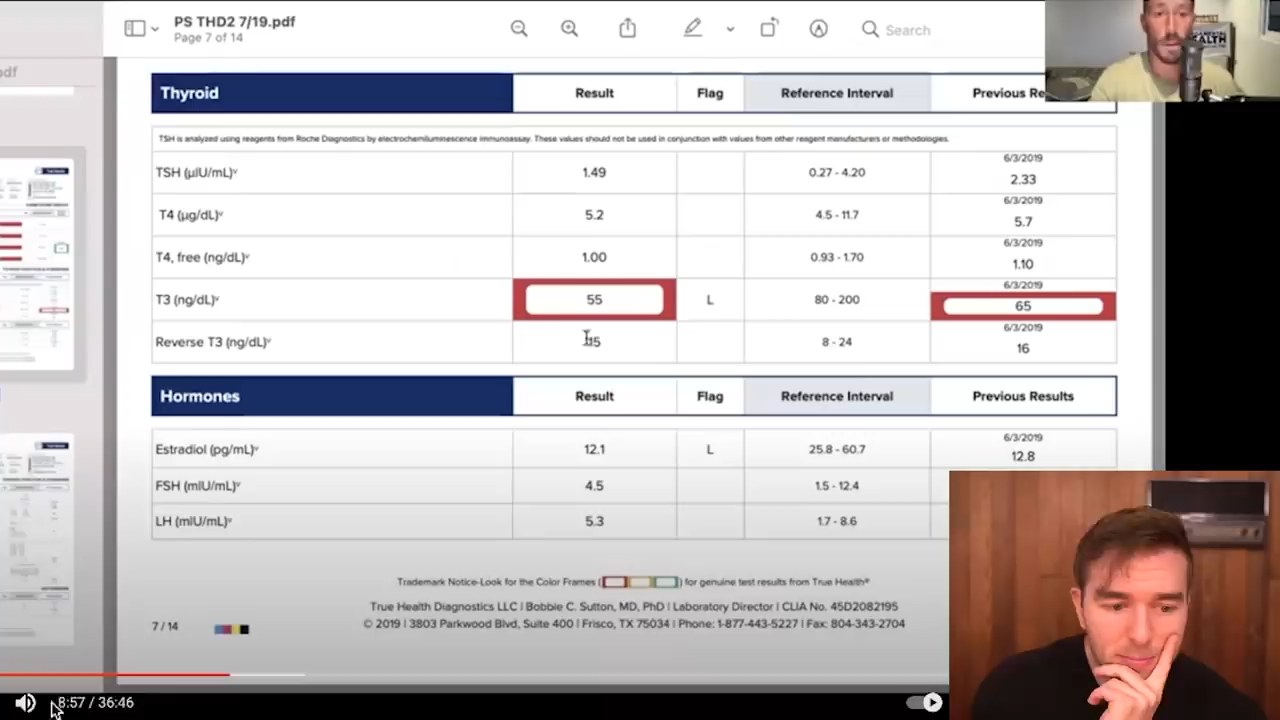 PS THD2 7/19.pdf
Page 7 of 14
Search
df
Thyroid Result Flag Reference Interval Previous Re
TSH is analyzed using reagents from Roche Diagnostics by electrochemiluminescence immunoassay. These values should not be used in conjunction with values from other reagent manufacturers or methodologies.
6/3/2019
TSH (µIU/mL)ᵛ 1.49 0.27 - 4.20 2.33
6/3/2019
T4 (µg/dL)ᵛ 5.2 4.5 - 11.7 5.7
6/3/2019
T4, free (ng/dL)ᵛ 1.00 0.93 - 1.70 1.10
6/3/2019
T3 (ng/dL)ᵛ 55 L 80 - 200 65
6/3/2019
Reverse T3 (ng/dL)ᵛ 15 8 - 24 16
Hormones Result Flag Reference Interval Previous Results
6/3/2019
Estradiol (pg/mL)ᵛ 12.1 L 25.8 - 60.7 12.8
FSH (mIU/mL)ᵛ 4.5 1.5 - 12.4
LH (mIU/mL)ᵛ 5.3 1.7 - 8.6
Trademark Notice-Look for the Color Frames ( ) for genuine test results from True Health®
True Health Diagnostics LLC | Bobbie C. Sutton, MD, PhD | Laboratory Director | CLIA No. 45D2082195
7 / 14 © 2019 | 3803 Parkwood Blvd, Suite 400 | Frisco, TX 75034 | Phone: 1-877-443-5227 | Fax: 804-343-2704
8:57 / 36:46